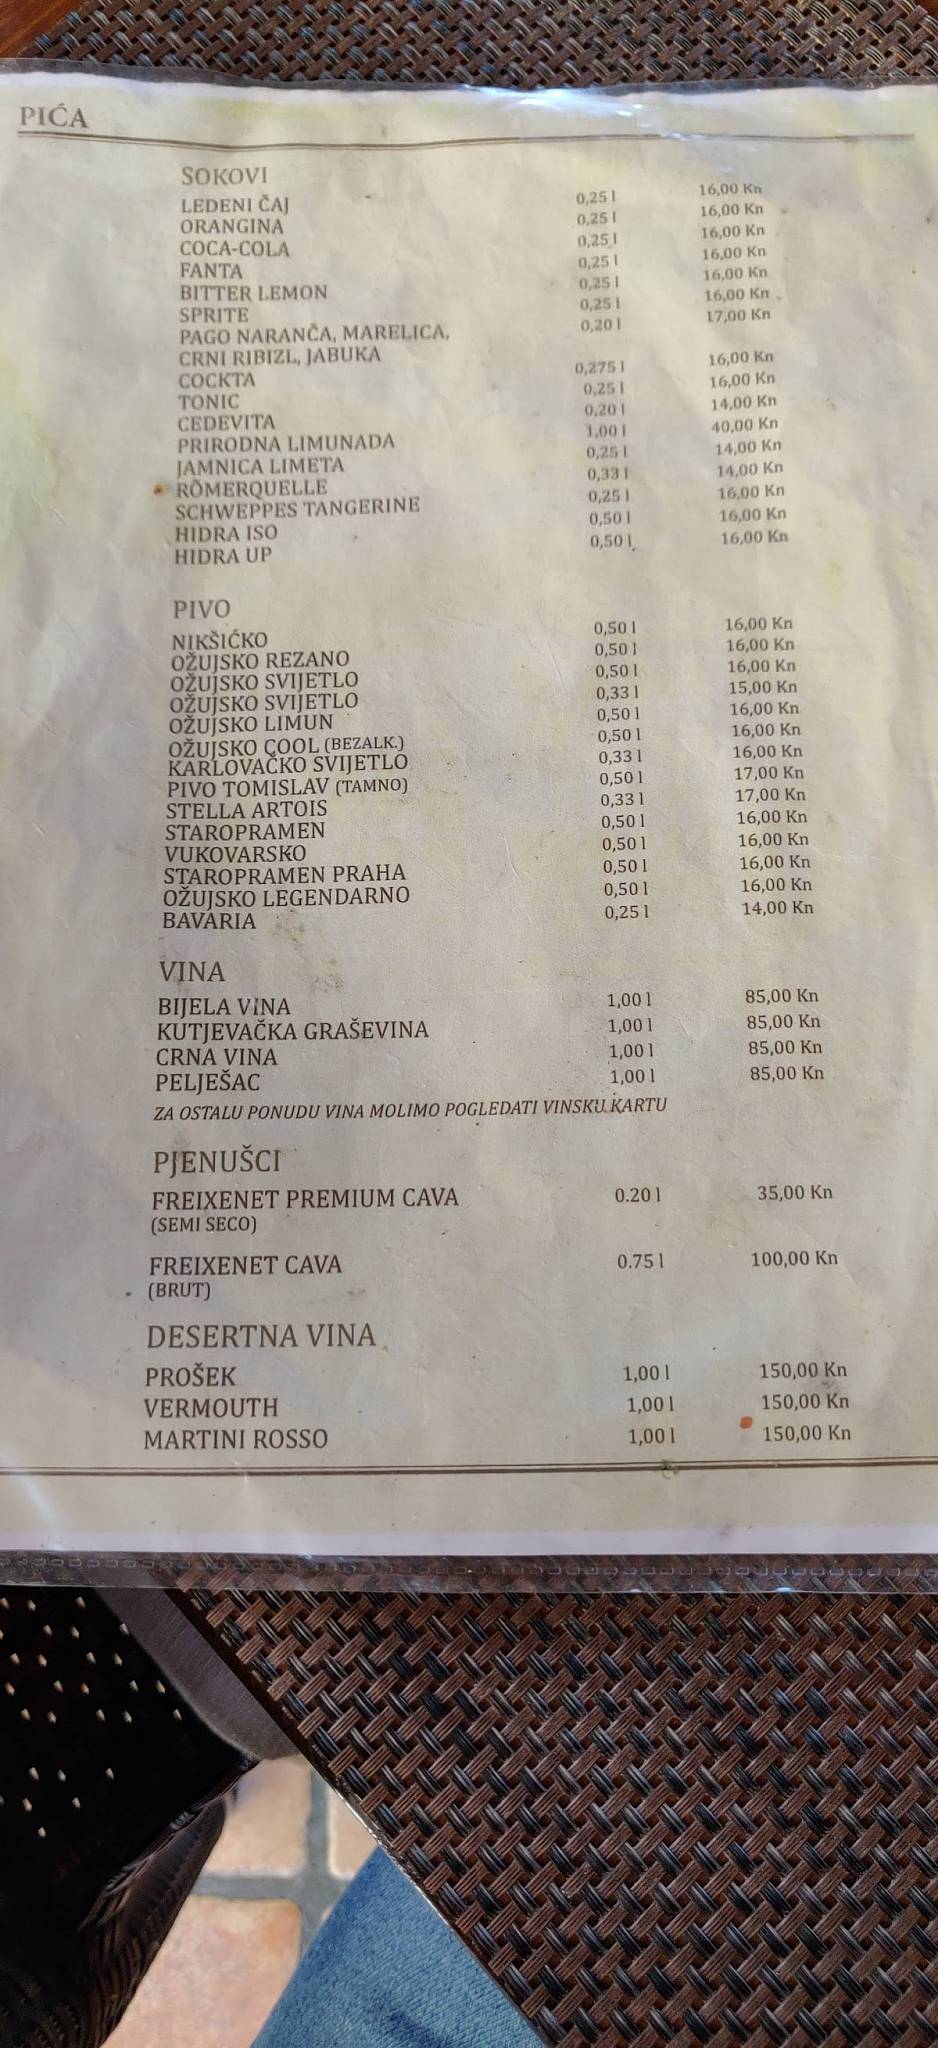 PIĆA
SOKOVI
LEDENI ČAJ 0,25 l 16,00 Kn
ORANGINA 0,25 l 16,00 Kn
COCA-COLA 0,25 l 16,00 Kn
FANTA 0,25 l 16,00 Kn
BITTER LEMON 0,25 l 16,00 Kn
SPRITE 0,25 l 16,00 Kn
PAGO NARANČA, MARELICA, 0,20 l 17,00 Kn
CRNI RIBIZL, JABUKA
COCKTA 0,275 l 16,00 Kn
TONIC 0,25 l 16,00 Kn
CEDEVITA 0,20 l 14,00 Kn
PRIRODNA LIMUNADA 1,00 l 40,00 Kn
JAMNICA LIMETA 0,25 l 14,00 Kn
RÖMERQUELLE 0,33 l 14,00 Kn
SCHWEPPES TANGERINE 0,25 l 16,00 Kn
HIDRA ISO 0,50 l 16,00 Kn
HIDRA UP 0,50 l 16,00 Kn
PIVO
NIKŠIĆKO 0,50 l 16,00 Kn
OŽUJSKO REZANO 0,50 l 16,00 Kn
OŽUJSKO SVIJETLO 0,50 l 16,00 Kn
OŽUJSKO SVIJETLO 0,33 l 15,00 Kn
OŽUJSKO LIMUN 0,50 l 16,00 Kn
OŽUJSKO COOL (BEZALK.) 0,50 l 16,00 Kn
KARLOVAČKO SVIJETLO 0,33 l 16,00 Kn
PIVO TOMISLAV (TAMNO) 0,50 l 17,00 Kn
STELLA ARTOIS 0,33 l 17,00 Kn
STAROPRAMEN 0,50 l 16,00 Kn
VUKOVARSKO 0,50 l 16,00 Kn
STAROPRAMEN PRAHA 0,50 l 16,00 Kn
OŽUJSKO LEGENDARNO 0,50 l 16,00 Kn
BAVARIA 0,25 l 14,00 Kn
VINA
BIJELA VINA 1,00 l 85,00 Kn
KUTJEVAČKA GRAŠEVINA 1,00 l 85,00 Kn
CRNA VINA 1,00 l 85,00 Kn
PELJEŠAC 1,00 l 85,00 Kn
ZA OSTALU PONUDU VINA MOLIMO POGLEDATI VINSKU KARTU
PJENUŠCI
FREIXENET PREMIUM CAVA 0.20 l 35,00 Kn
(SEMI SECO)
FREIXENET CAVA 0.75 l 100,00 Kn
(BRUT)
DESERTNA VINA
PROŠEK 1,00 l 150,00 Kn
VERMOUTH 1,00 l 150,00 Kn
MARTINI ROSSO 1,00 l 150,00 Kn